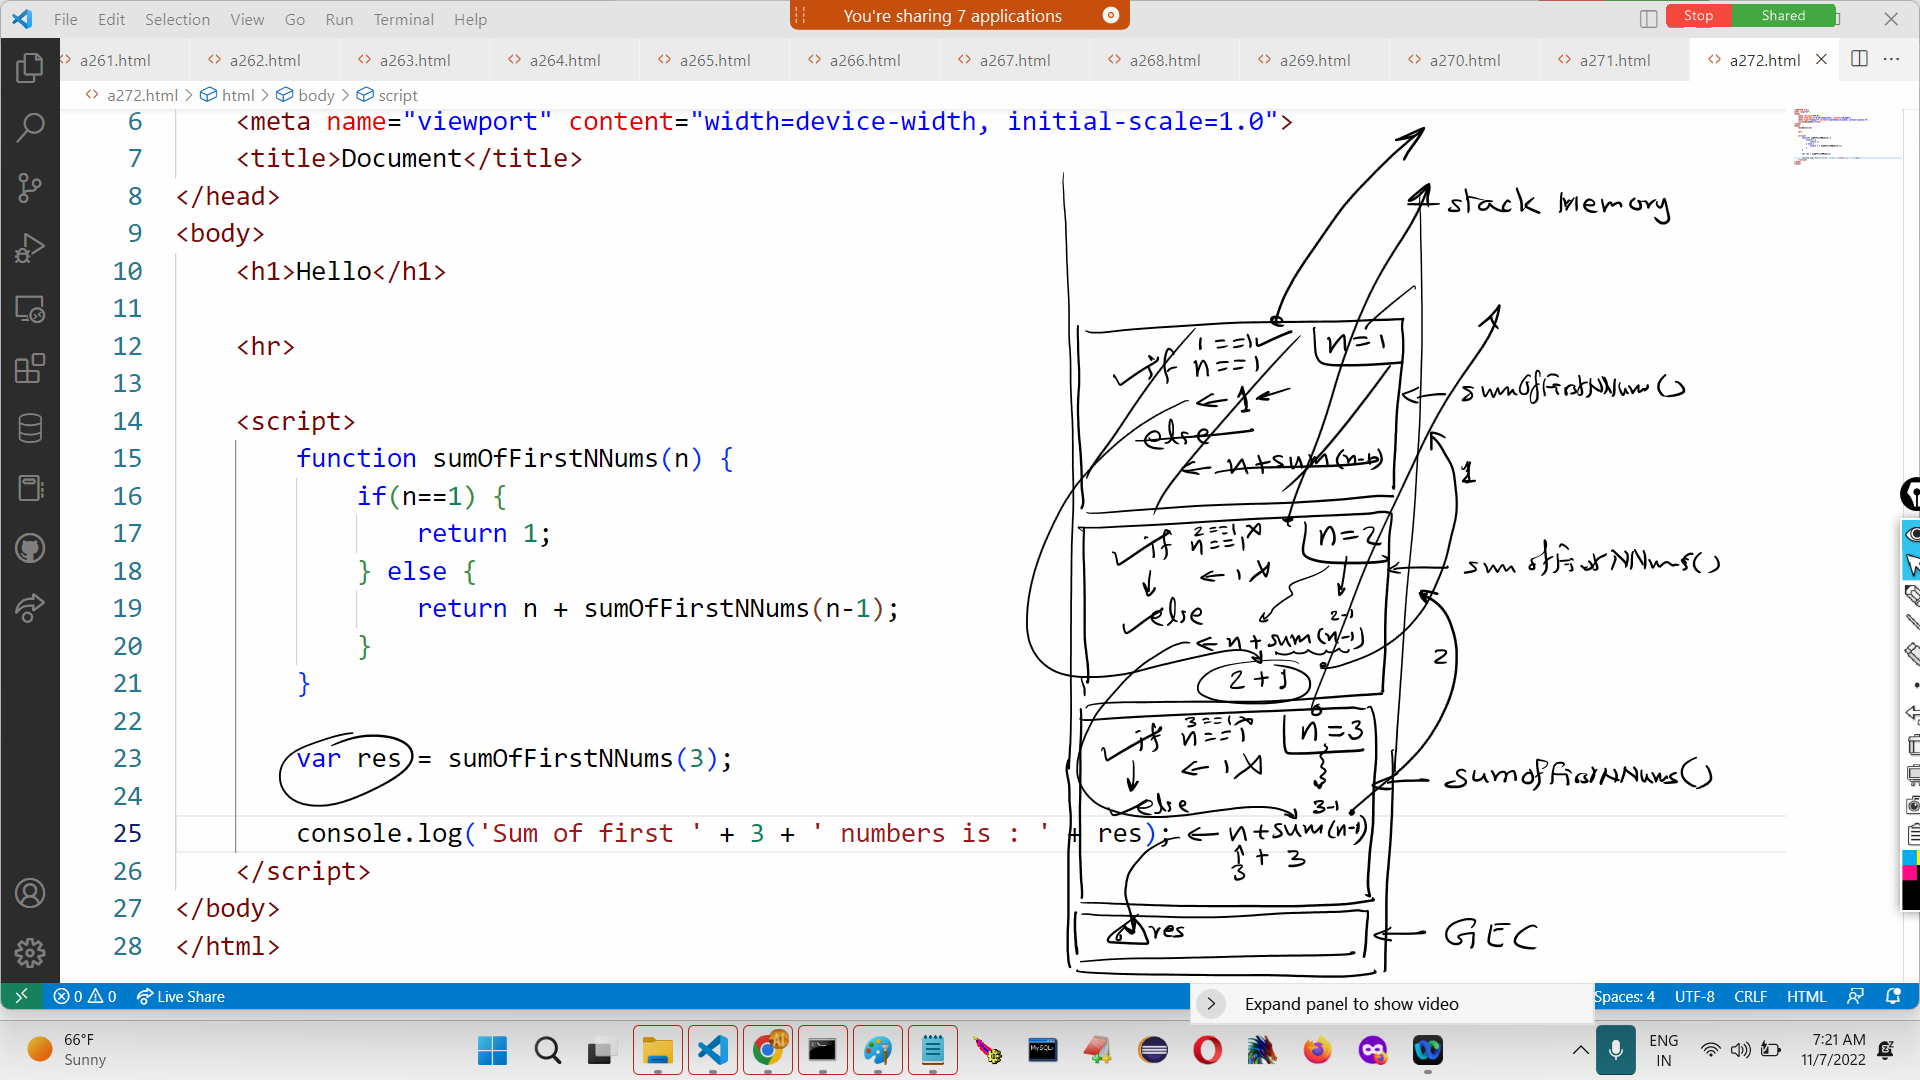 File Edit Selection View Go Run Terminal Help
You're sharing 7 applications
Stop Shared
a261.html a262.html a263.html a264.html a265.html a266.html a267.html a268.html a269.html a270.html a271.html a272.html
a272.html > html > body > script
6 <meta name="viewport" content="width=device-width, initial-scale=1.0">
7 <title>Document</title>
8 </head>
9 <body>
10 <h1>Hello</h1>
11
12 <hr>
13
14 <script>
15 function sumOfFirstNNums(n) {
16 if(n==1) {
17 return 1;
18 } else {
19 return n + sumOfFirstNNums(n-1);
20 }
21 }
22
23 var res = sumOfFirstNNums(3);
24
25 console.log('Sum of first ' + 3 + ' numbers is : ' + res);
26 </script>
27 </body>
28 </html>
stack memory
1 ==1
n=1
if n==1
← 1 ←
sumOfFirstNNum()
else
← n+sum(n-1)
1
2==1 x
n=2
if n==1
← 1 x
sumOfFirstNNums()
else
2-1
← n+sum(n-1)
2
2+1
3==1 x
n=3
if n==1
← 1 x
sumOfFirstNNums()
else
3-1
← n+sum(n-1)
3 + 3
res
← GEC
0 0 Live Share
Expand panel to show video
Spaces: 4 UTF-8 CRLF HTML
66°F
Sunny
MySQL
ENG
IN
7:21 AM
11/7/2022